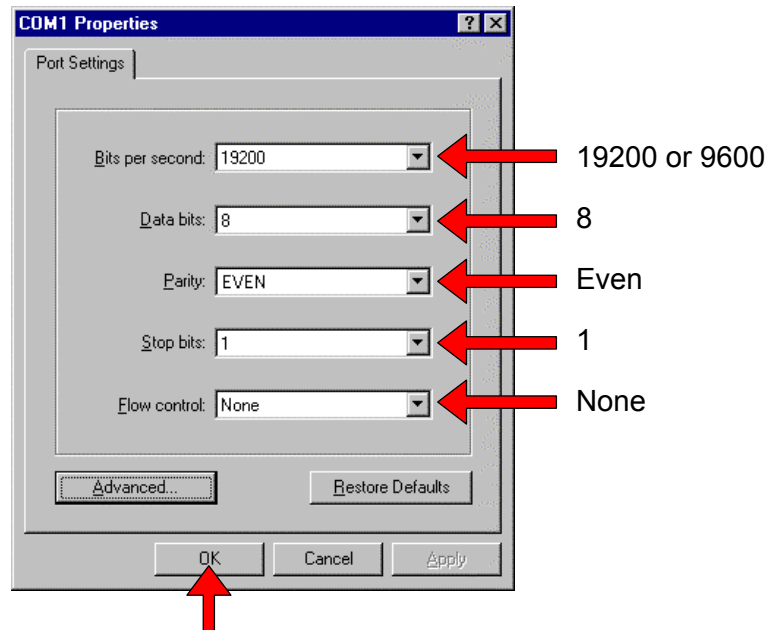 COM1 Properties
Port Settings
Bits per second: 19200 19200 or 9600
Data bits: 8 8
Parity: EVEN Even
Stop bits: 1 1
Flow control: None None
Advanced... Restore Defaults
OK Cancel Apply